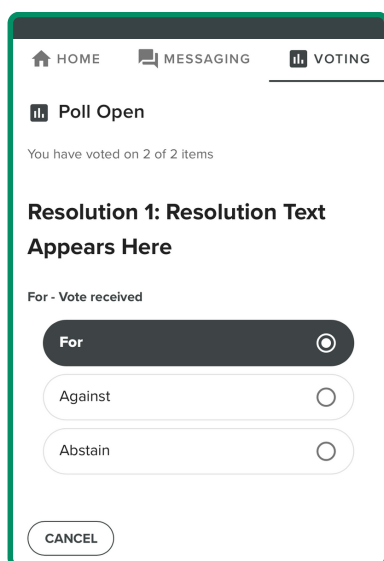 HOME MESSAGING VOTING
Poll Open
You have voted on 2 of 2 items
Resolution 1: Resolution Text
Appears Here
For - Vote received
For
Against
Abstain
CANCEL